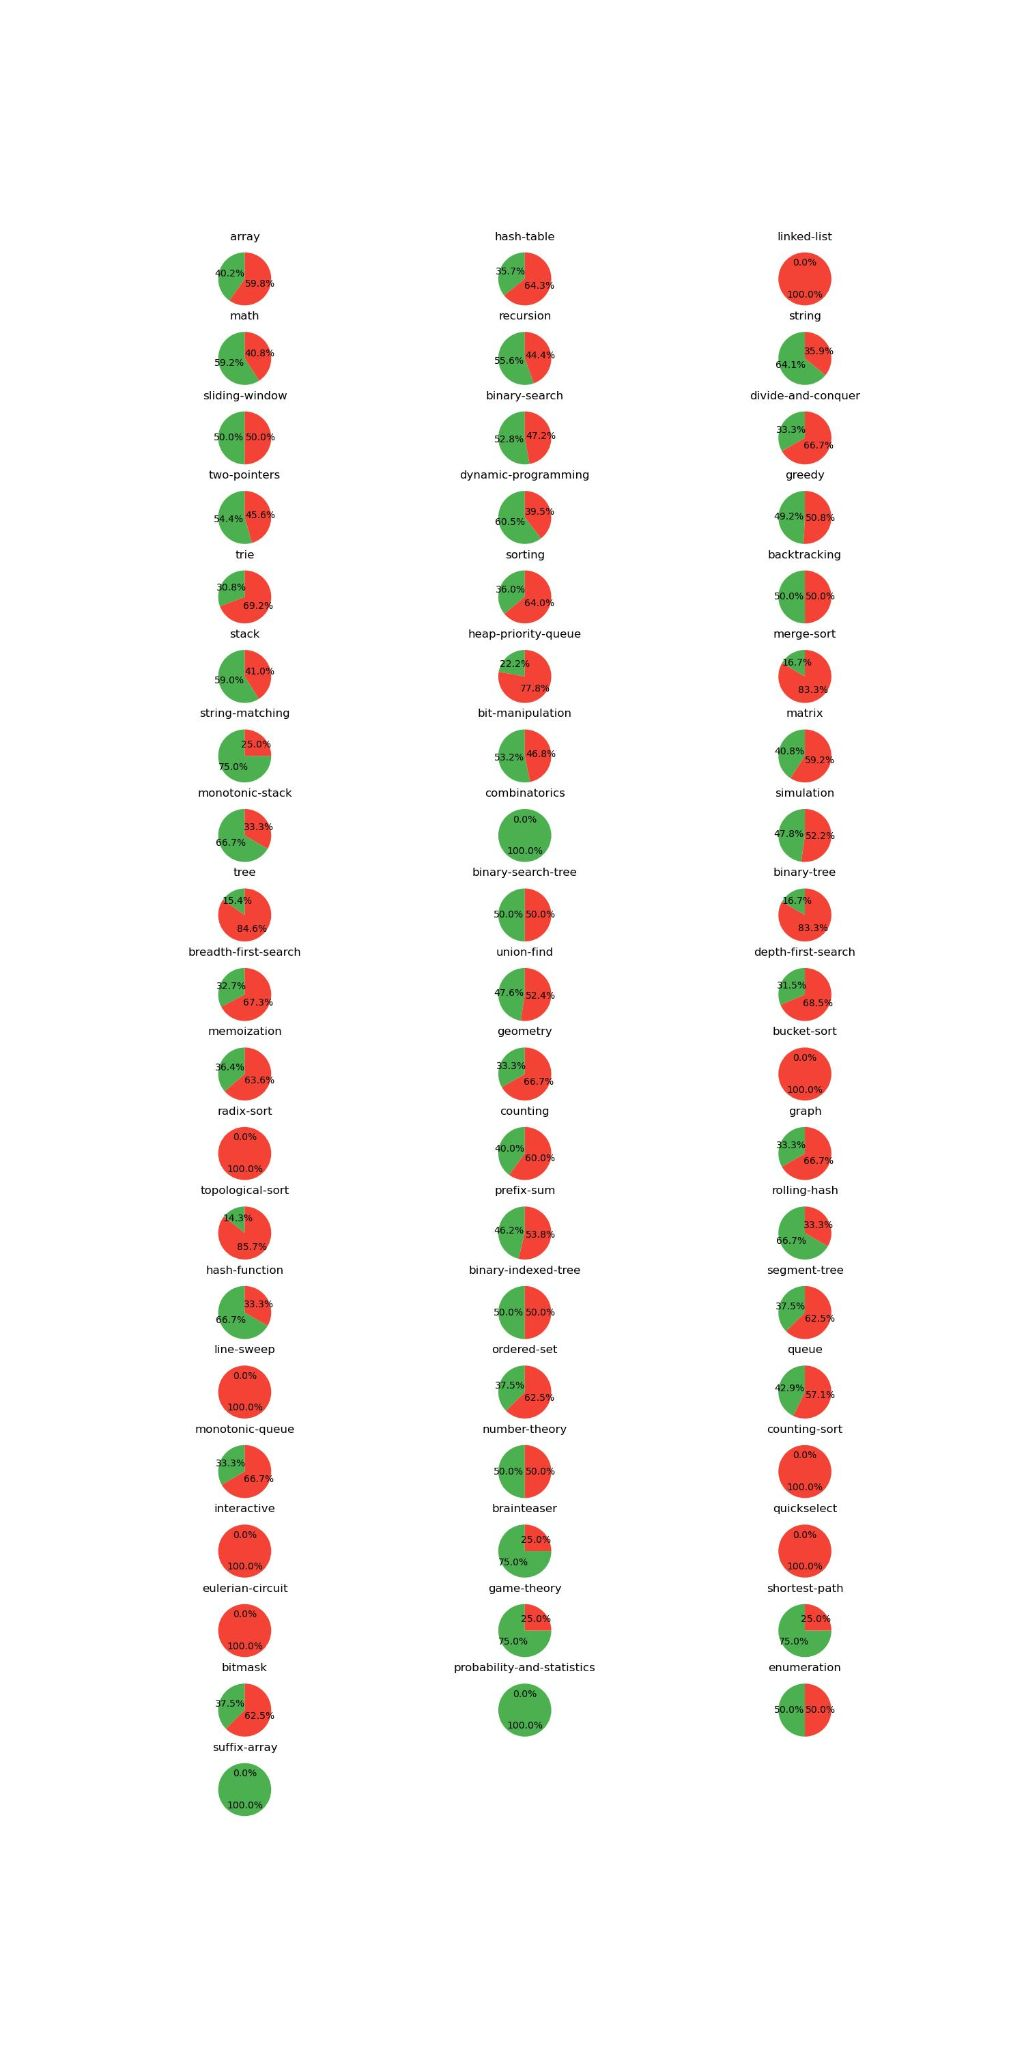 array hash-table linked-list
40.2% 59.8% 35.7% 64.3% 0.0% 100.0%
math recursion string
59.2% 40.8% 55.6% 44.4% 64.1% 35.9%
sliding-window binary-search divide-and-conquer
50.0% 50.0% 52.8% 47.2% 33.3% 66.7%
two-pointers dynamic-programming greedy
54.4% 45.6% 60.5% 39.5% 49.2% 50.8%
trie sorting backtracking
30.8% 69.2% 36.0% 64.0% 50.0% 50.0%
stack heap-priority-queue merge-sort
59.0% 41.0% 22.2% 77.8% 16.7% 83.3%
string-matching bit-manipulation matrix
75.0% 25.0% 53.2% 46.8% 40.8% 59.2%
monotonic-stack combinatorics simulation
66.7% 33.3% 0.0% 100.0% 47.8% 52.2%
tree binary-search-tree binary-tree
15.4% 84.6% 50.0% 50.0% 16.7% 83.3%
breadth-first-search union-find depth-first-search
32.7% 67.3% 47.6% 52.4% 31.5% 68.5%
memoization geometry bucket-sort
36.4% 63.6% 33.3% 66.7% 0.0% 100.0%
radix-sort counting graph
0.0% 100.0% 40.0% 60.0% 33.3% 66.7%
topological-sort prefix-sum rolling-hash
14.3% 85.7% 46.2% 53.8% 66.7% 33.3%
hash-function binary-indexed-tree segment-tree
66.7% 33.3% 50.0% 50.0% 37.5% 62.5%
line-sweep ordered-set queue
0.0% 100.0% 37.5% 62.5% 42.9% 57.1%
monotonic-queue number-theory counting-sort
33.3% 66.7% 50.0% 50.0% 0.0% 100.0%
interactive brainteaser quickselect
0.0% 100.0% 75.0% 25.0% 0.0% 100.0%
eulerian-circuit game-theory shortest-path
0.0% 100.0% 75.0% 25.0% 75.0% 25.0%
bitmask probability-and-statistics enumeration
37.5% 62.5% 0.0% 100.0% 50.0% 50.0%
suffix-array
0.0% 100.0%